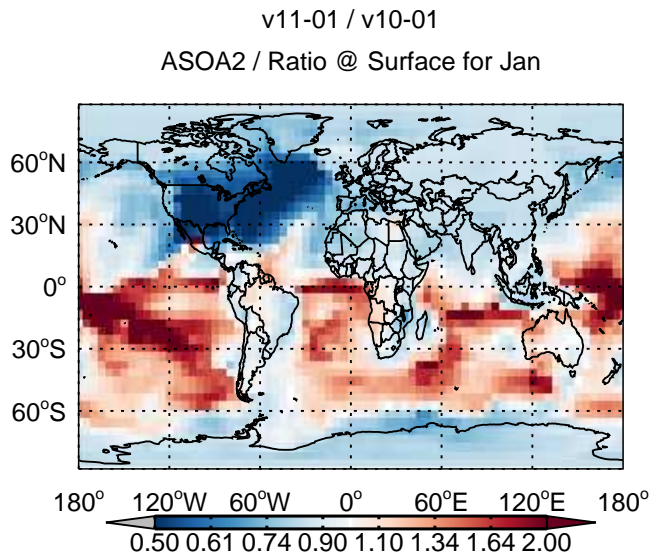 v11-01 / v10-01
ASOA2 / Ratio @ Surface for Jan
60°N
30°N
0°
30°S
60°S
180° 120°W 60°W 0° 60°E 120°E 180°
0.50 0.61 0.74 0.90 1.10 1.34 1.64 2.00